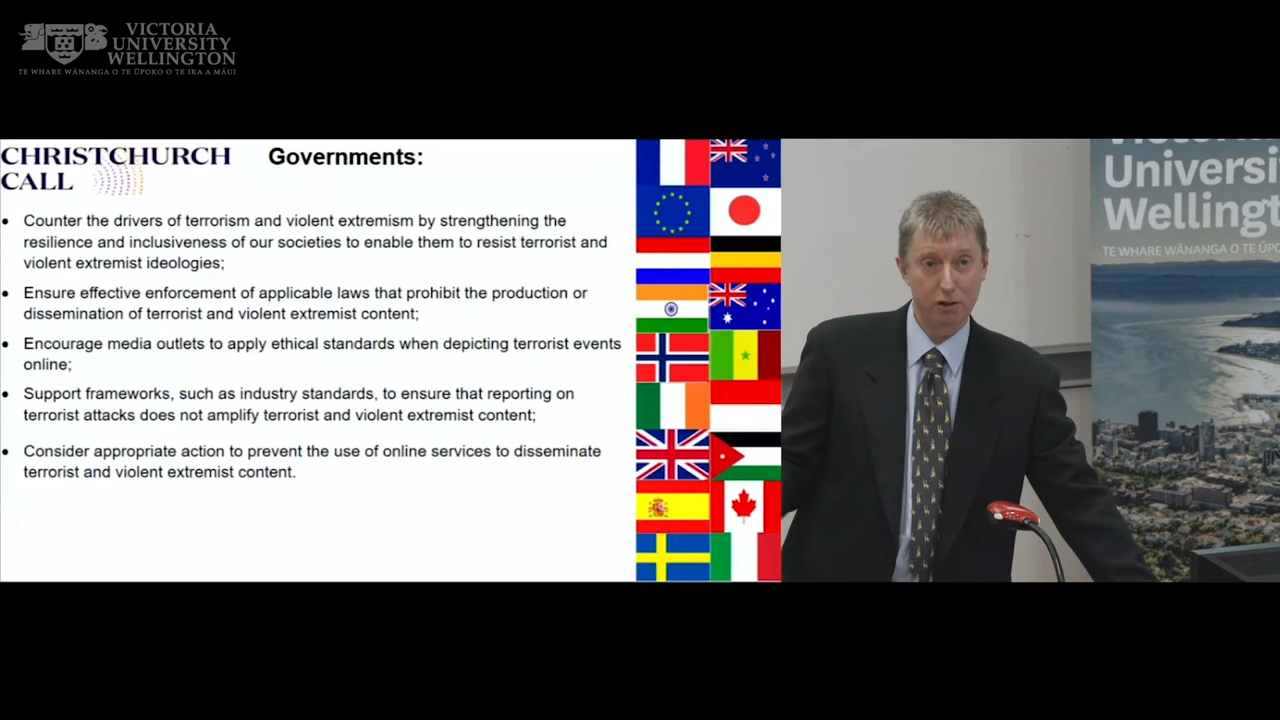 VICTORIA
UNIVERSITY
WELLINGTON
TE WHARE WĀNANGA O TE ŪPOKO O TE IKA A MĀUI
CHRISTCHURCH
CALL
Governments:
• Counter the drivers of terrorism and violent extremism by strengthening the
resilience and inclusiveness of our societies to enable them to resist terrorist and
violent extremist ideologies;
• Ensure effective enforcement of applicable laws that prohibit the production or
dissemination of terrorist and violent extremist content;
• Encourage media outlets to apply ethical standards when depicting terrorist events
online;
• Support frameworks, such as industry standards, to ensure that reporting on
terrorist attacks does not amplify terrorist and violent extremist content;
• Consider appropriate action to prevent the use of online services to disseminate
terrorist and violent extremist content.
Universi
Wellingt
TE WHARE WĀNANGA O TE ŪPO